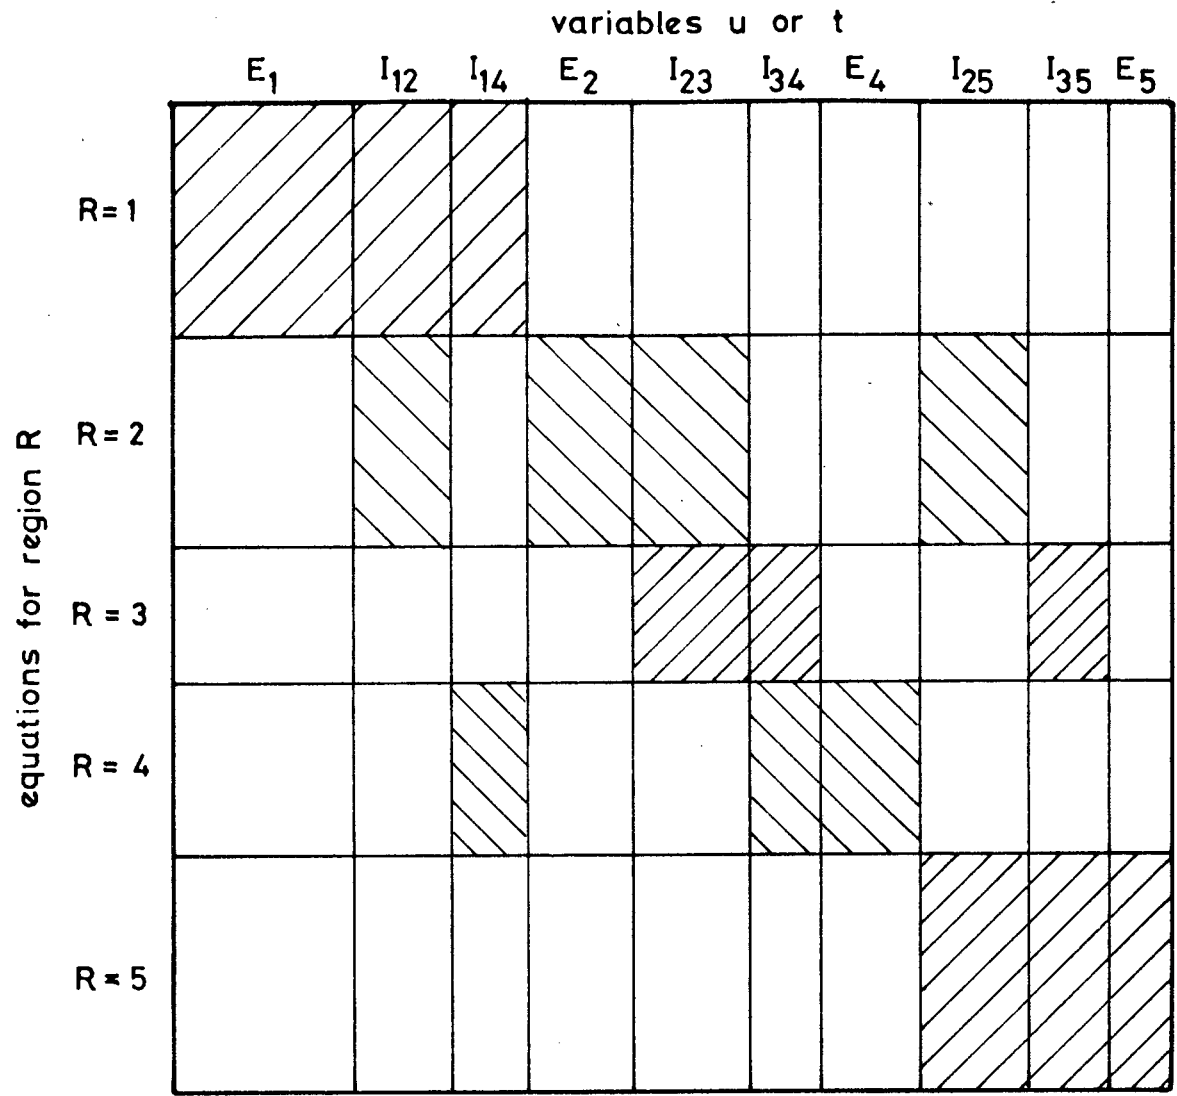 variables u or t
E₁ I₁₂ I₁₄ E₂ I₂₃ I₃₄ E₄ I₂₅ I₃₅ E₅
equations for region R
R=1
R=2
R = 3
R = 4
R = 5